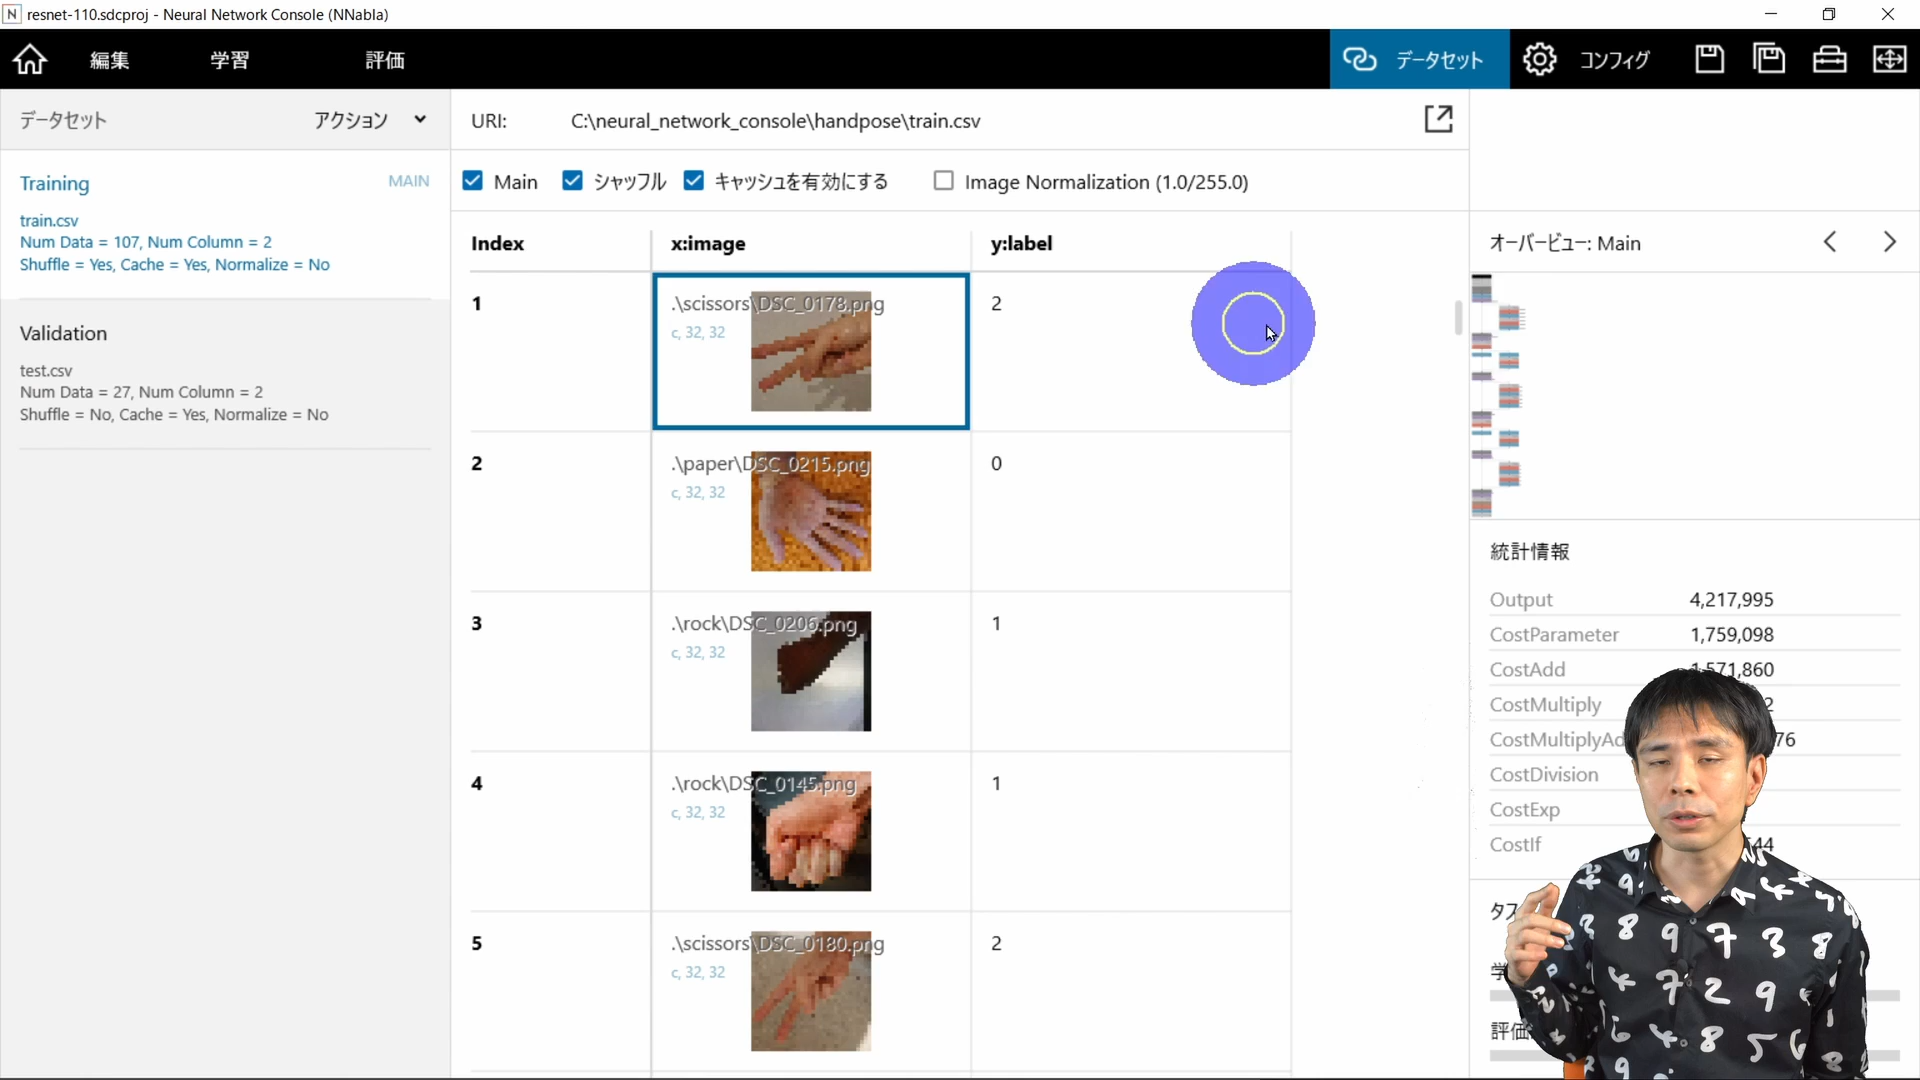 resnet-110.sdcproj - Neural Network Console (NNabla)
編集
学習
評価
データセット
コンフィグ
データセット
アクション
URI:
C:\neural_network_console\handpose\train.csv
Training
MAIN
train.csv
Num Data = 107, Num Column = 2
Shuffle = Yes, Cache = Yes, Normalize = No
Validation
test.csv
Num Data = 27, Num Column = 2
Shuffle = No, Cache = Yes, Normalize = No
Main
シャッフル
キャッシュを有効にする
Image Normalization (1.0/255.0)
Index
x:image
y:label
1
.\scissors\DSC_0178.png
c, 32, 32
2
2
.\paper\DSC_0215.png
c, 32, 32
0
3
.\rock\DSC_0206.png
c, 32, 32
1
4
.\rock\DSC_0145.png
c, 32, 32
1
5
.\scissors\DSC_0180.png
c, 32, 32
2
オーバービュー: Main
統計情報
Output 4,217,995
CostParameter 1,759,098
CostAdd 1,571,860
CostMultiply
CostMultiplyAd
CostDivision
CostExp
CostIf
評価